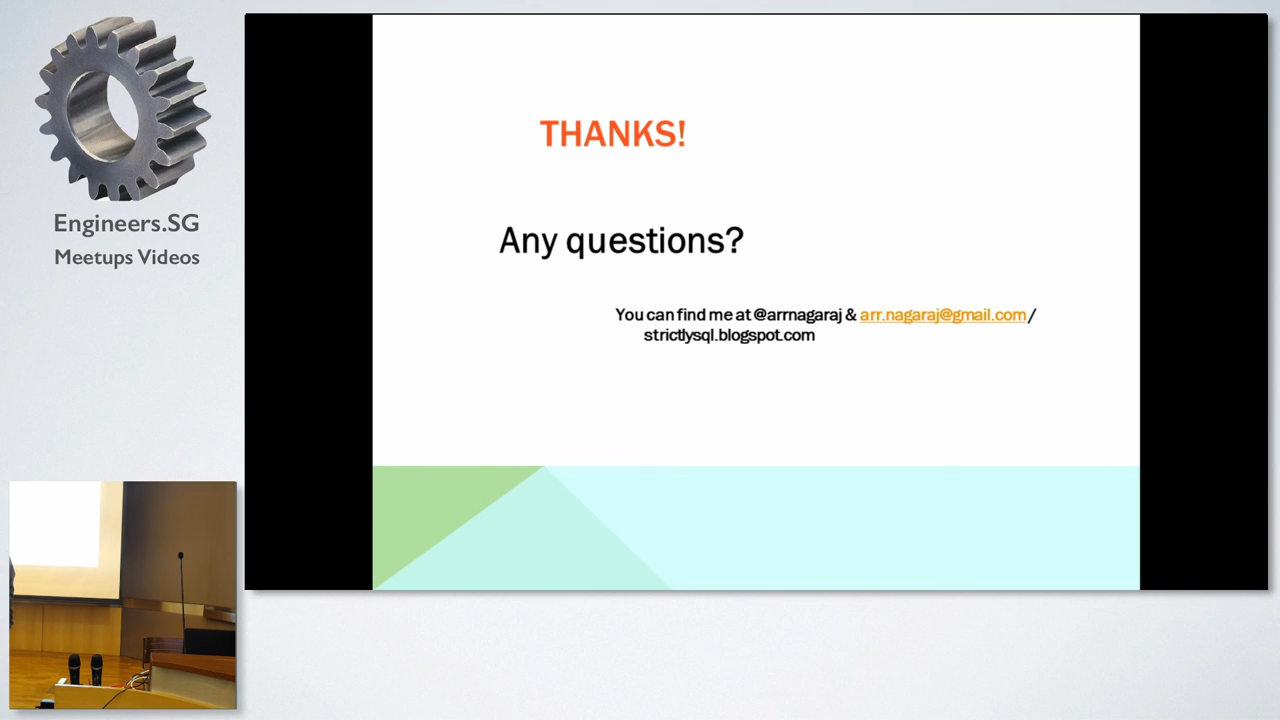 Engineers.SG
Meetups Videos
THANKS!
Any questions?
You can find me at @arrnagaraj & arr.nagaraj@gmail.com /
strictlysql.blogspot.com